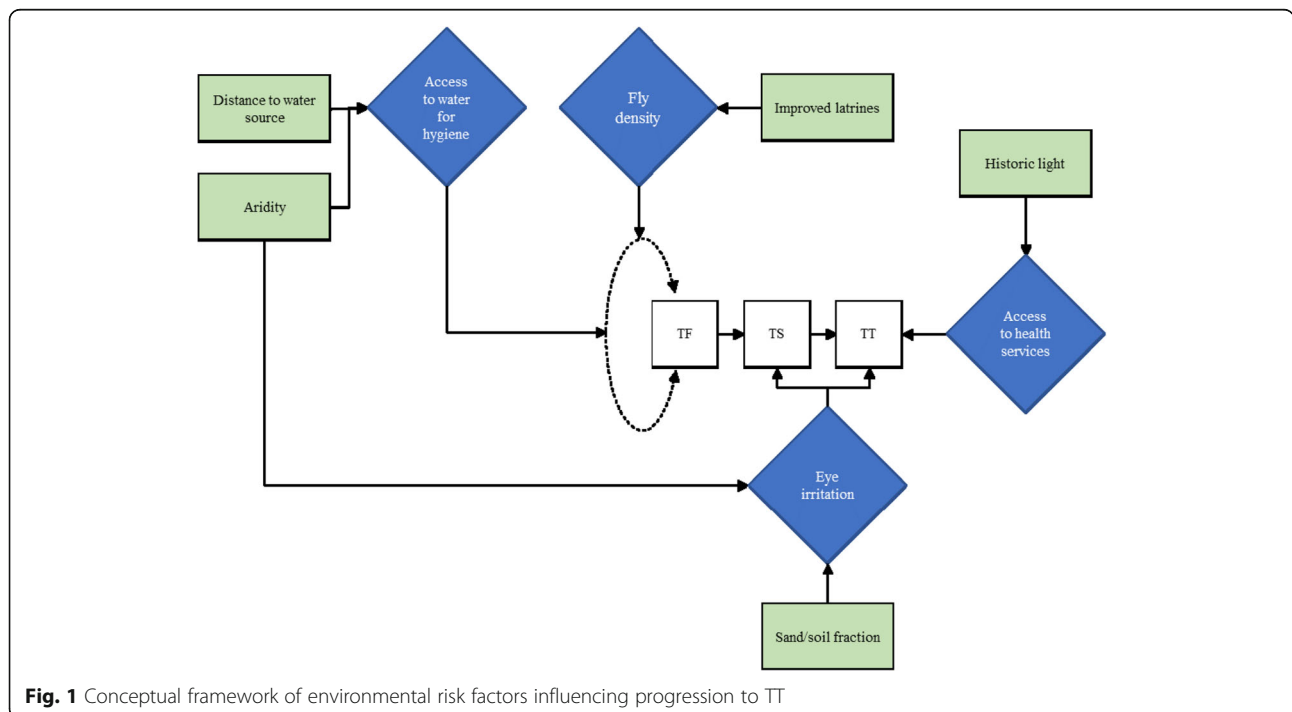 Distance to water
source
Aridity
Access
to water
for
hygiene
Fly
density
Improved latrines
Historic light
Access
to health
services
TF
TS
TT
Eye
irritation
Sand/soil fraction
Fig. 1 Conceptual framework of environmental risk factors influencing progression to TT